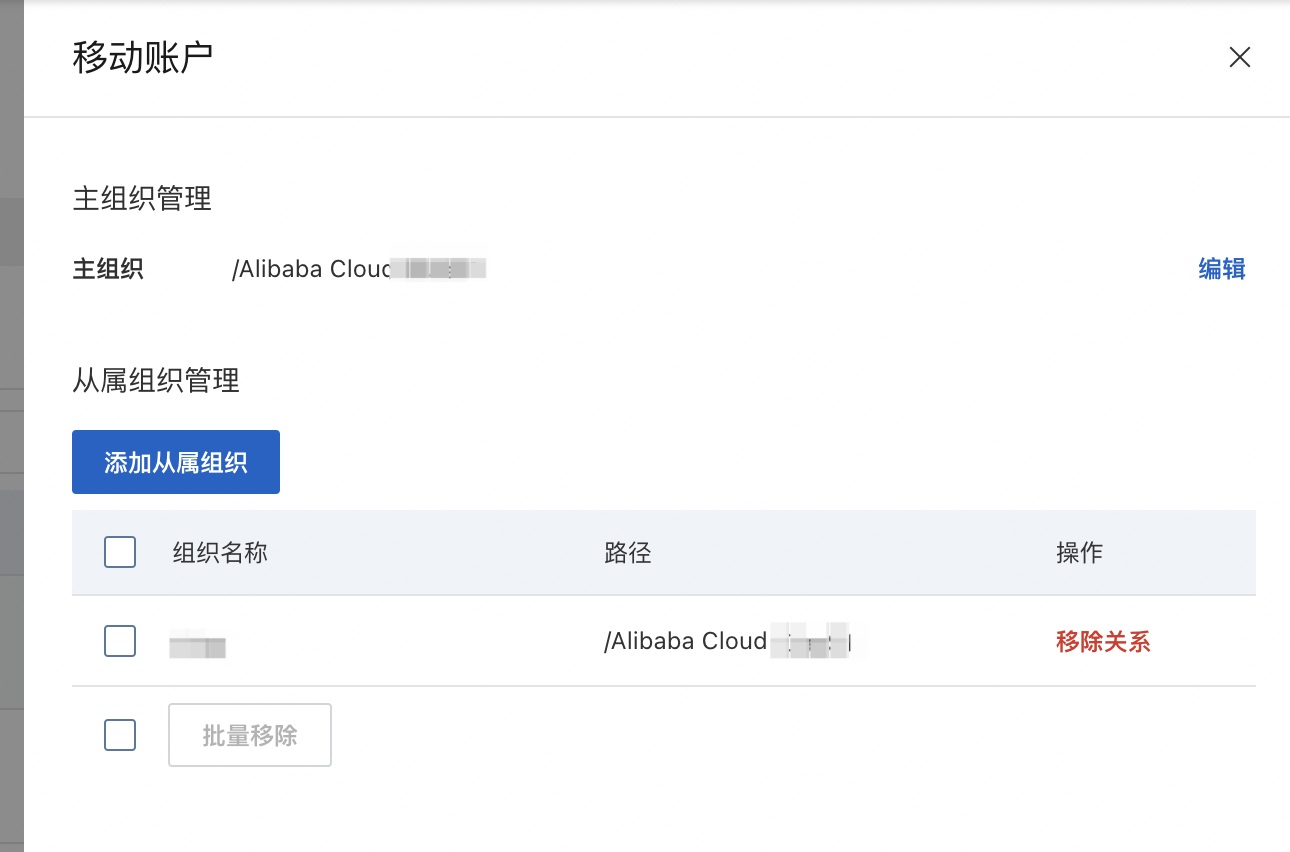 移动账户
主组织管理
主组织 /Alibaba Cloud 编辑
从属组织管理
添加从属组织
组织名称 路径 操作
/Alibaba Cloud 移除关系
批量移除